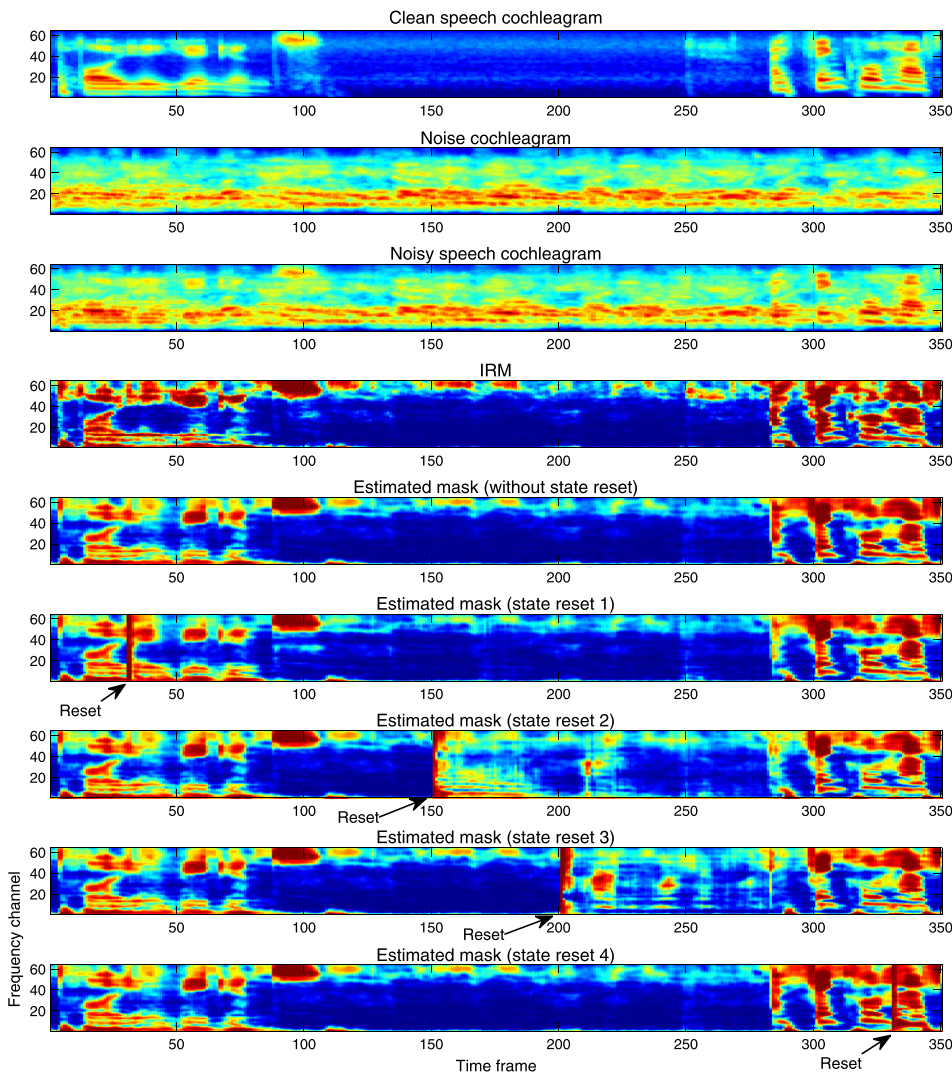 Clean speech cochleagram
60
40
20
50 100 150 200 250 300 350
Noise cochleagram
60
40
20
50 100 150 200 250 300 350
Noisy speech cochleagram
60
40
20
50 100 150 200 250 300 350
IRM
60
40
20
50 100 150 200 250 300 350
Estimated mask (without state reset)
60
40
20
50 100 150 200 250 300 350
Estimated mask (state reset 1)
60
40
20
50 100 150 200 250 300 350
Reset
Estimated mask (state reset 2)
60
40
20
50 100 150 200 250 300 350
Reset
Estimated mask (state reset 3)
60
40
20
50 100 150 200 250 300 350
Reset
Estimated mask (state reset 4)
60
40
20
50 100 150 200 250 300 350
Reset
Frequency channel
Time frame